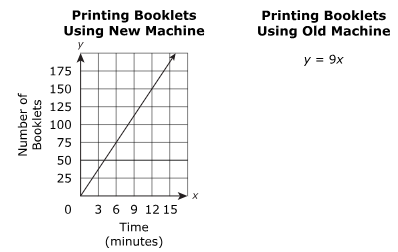 Printing Booklets
Using New Machine
y
175
150
125
100
75
50
25
0
3 6 9 12 15
x
Number of
Booklets
Time
(minutes)
Printing Booklets
Using Old Machine
y = 9x